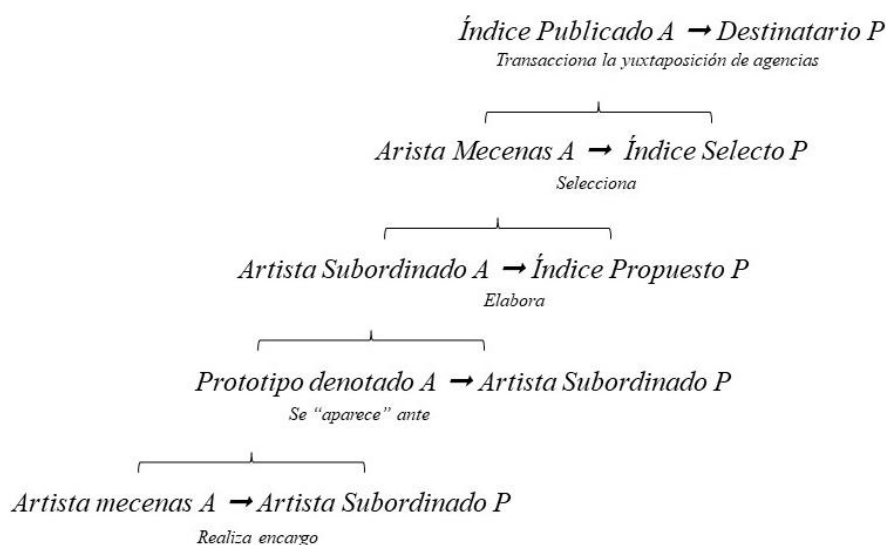 Índice Publicado A → Destinatario P
Transacciona la yuxtaposición de agencias
Arista Mecenas A → Índice Selecto P
Selecciona
Artista Subordinado A → Índice Propuesto P
Elabora
Prototipo denotado A → Artista Subordinado P
Se “aparece” ante
Artista mecenas A → Artista Subordinado P
Realiza encargo